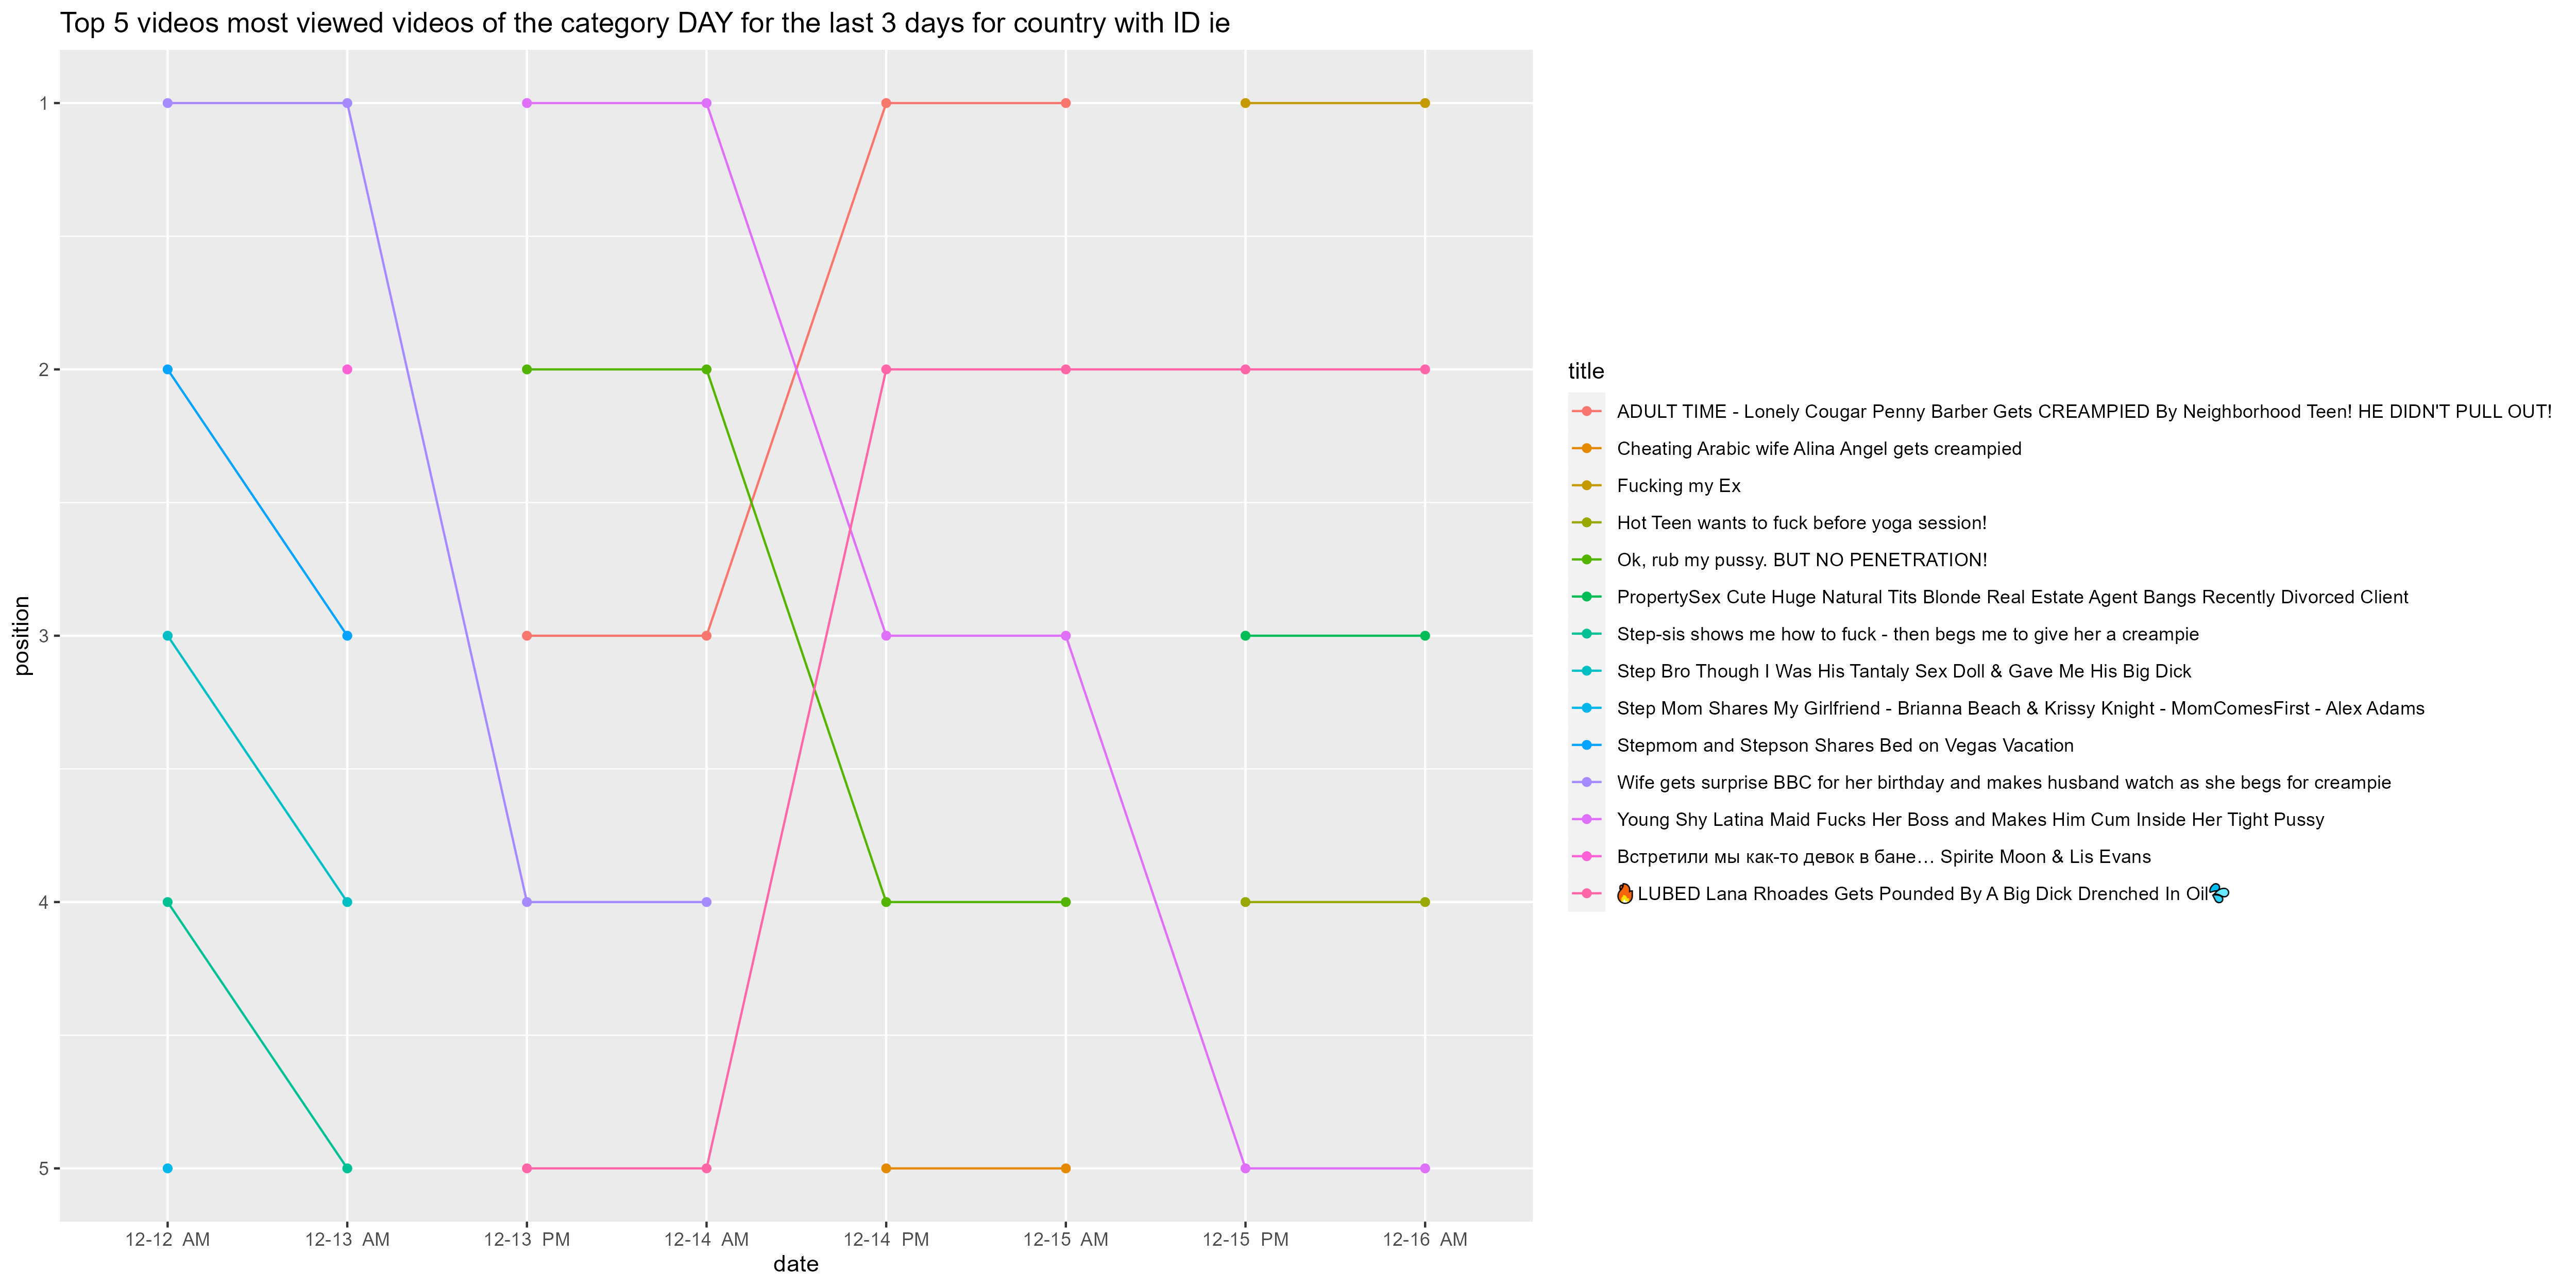 Top 5 videos most viewed videos of the category DAY for the last 3 days for country with ID ie
position
1
2
3
4
5
12-12 AM
12-13 AM
12-13 PM
12-14 AM
12-14 PM
12-15 AM
12-15 PM
12-16 AM
date
title
ADULT TIME - Lonely Cougar Penny Barber Gets CREAMPIED By Neighborhood Teen! HE DIDN'T PULL OUT!
Cheating Arabic wife Alina Angel gets creampied
Fucking my Ex
Hot Teen wants to fuck before yoga session!
Ok, rub my pussy. BUT NO PENETRATION!
PropertySex Cute Huge Natural Tits Blonde Real Estate Agent Bangs Recently Divorced Client
Step-sis shows me how to fuck - then begs me to give her a creampie
Step Bro Though I Was His Tantaly Sex Doll & Gave Me His Big Dick
Step Mom Shares My Girlfriend - Brianna Beach & Krissy Knight - MomComesFirst - Alex Adams
Stepmom and Stepson Shares Bed on Vegas Vacation
Wife gets surprise BBC for her birthday and makes husband watch as she begs for creampie
Young Shy Latina Maid Fucks Her Boss and Makes Him Cum Inside Her Tight Pussy
Встретили мы как-то девок в бане… Spirite Moon & Lis Evans
🔥LUBED Lana Rhoades Gets Pounded By A Big Dick Drenched In Oil💦